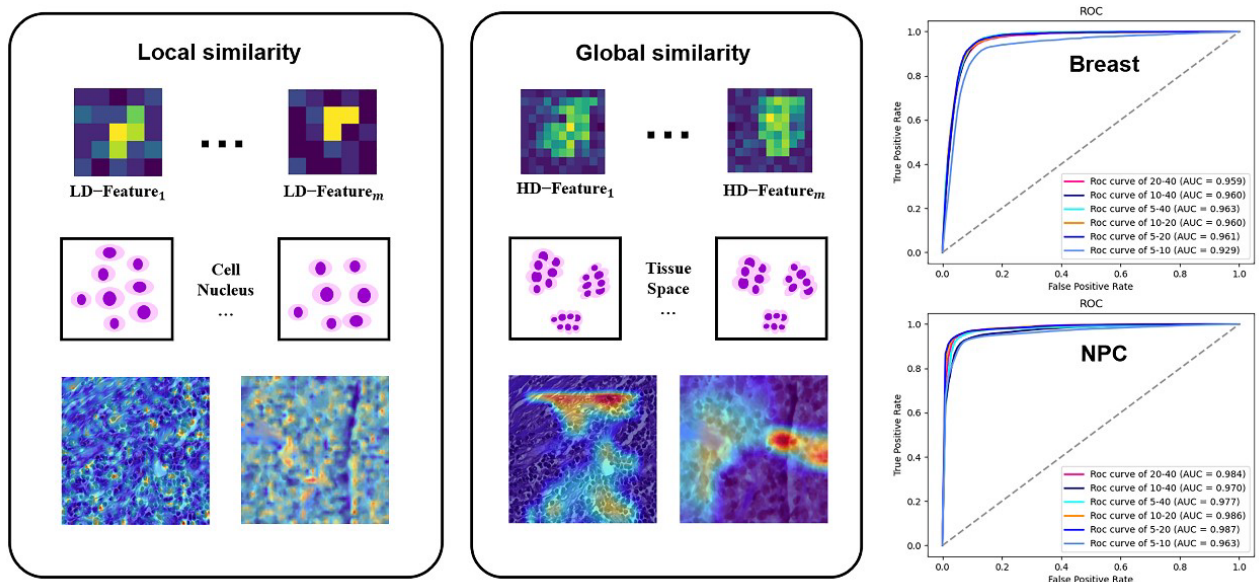 Local similarity
LD−Feature1
...
LD−Featurem
Cell
Nucleus
...
Global similarity
HD−Feature1
...
HD−Featurem
Tissue
Space
...
ROC
Breast
True Positive Rate
1.0
0.8
0.6
0.4
0.2
0.0
Roc curve of 20-40 (AUC = 0.959)
Roc curve of 10-40 (AUC = 0.960)
Roc curve of 5-40 (AUC = 0.963)
Roc curve of 10-20 (AUC = 0.960)
Roc curve of 5-20 (AUC = 0.961)
Roc curve of 5-10 (AUC = 0.929)
0.0 0.2 0.4 0.6 0.8 1.0
False Positive Rate
ROC
NPC
True Positive Rate
1.0
0.8
0.6
0.4
0.2
0.0
Roc curve of 20-40 (AUC = 0.984)
Roc curve of 10-40 (AUC = 0.970)
Roc curve of 5-40 (AUC = 0.977)
Roc curve of 10-20 (AUC = 0.986)
Roc curve of 5-20 (AUC = 0.987)
Roc curve of 5-10 (AUC = 0.963)
0.0 0.2 0.4 0.6 0.8 1.0
False Positive Rate